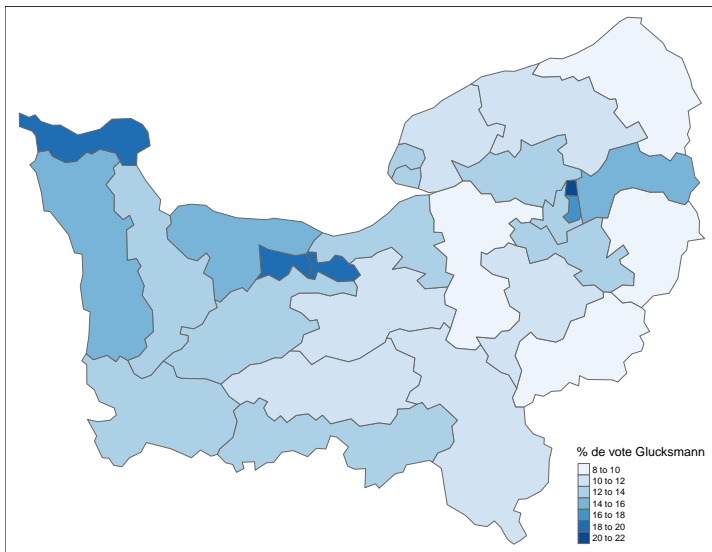 % de vote Glucksmann
8 to 10
10 to 12
12 to 14
14 to 16
16 to 18
18 to 20
20 to 22